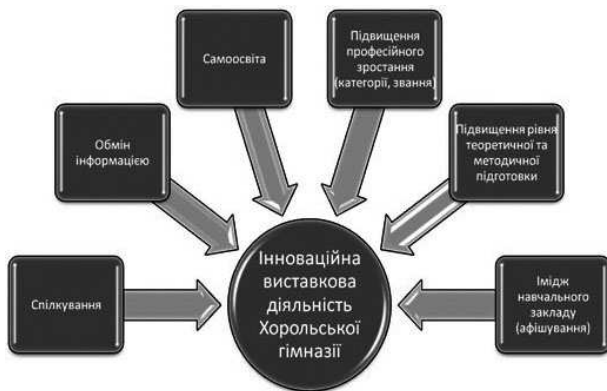 Самоосвіта
Підвищення
професійного
зростання
(категорії, звання)
Обмін
інформацією
Підвищення рівня
теоретичної та
методичної
підготовки
Спілкування
Інноваційна
виставкова
діяльність
Хорольської
гімназії
Імідж
навчального
закладу
(афішування)